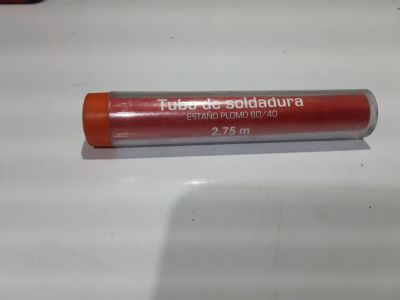 Tubo de soldadura
ESTAÑO PLOMO 60/40
2,75 m